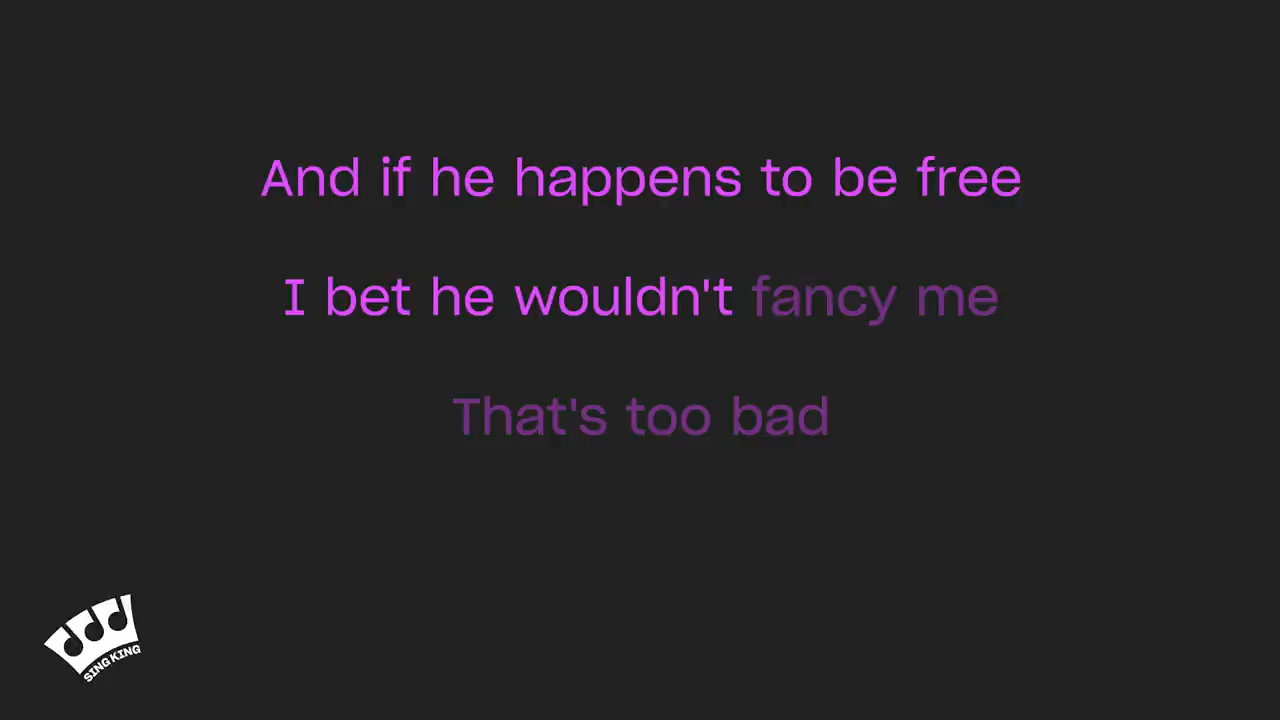 And if he happens to be free
I bet he wouldn't fancy me
That's too bad
SING KING